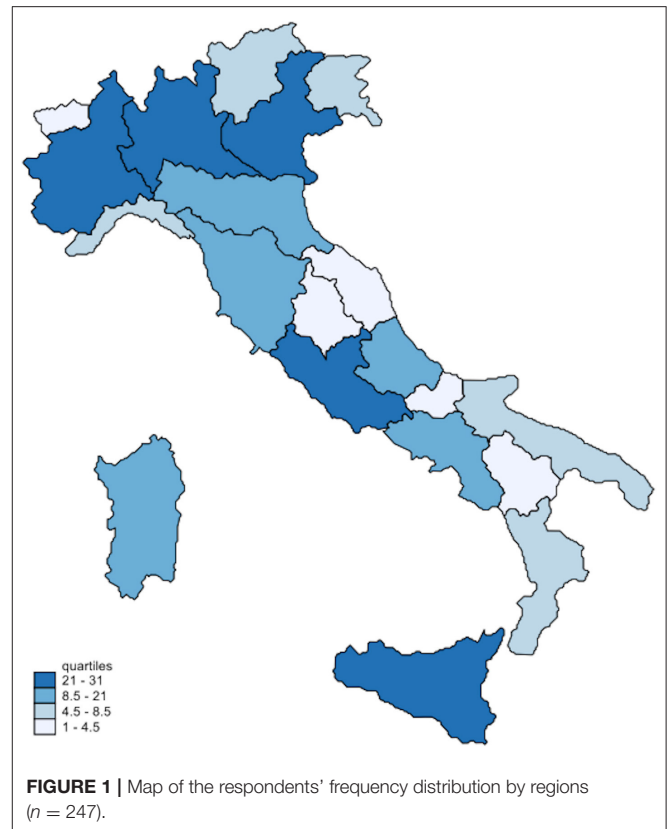 quartiles
21 - 31
8.5 - 21
4.5 - 8.5
1 - 4.5
FIGURE 1 | Map of the respondents' frequency distribution by regions
(n = 247).